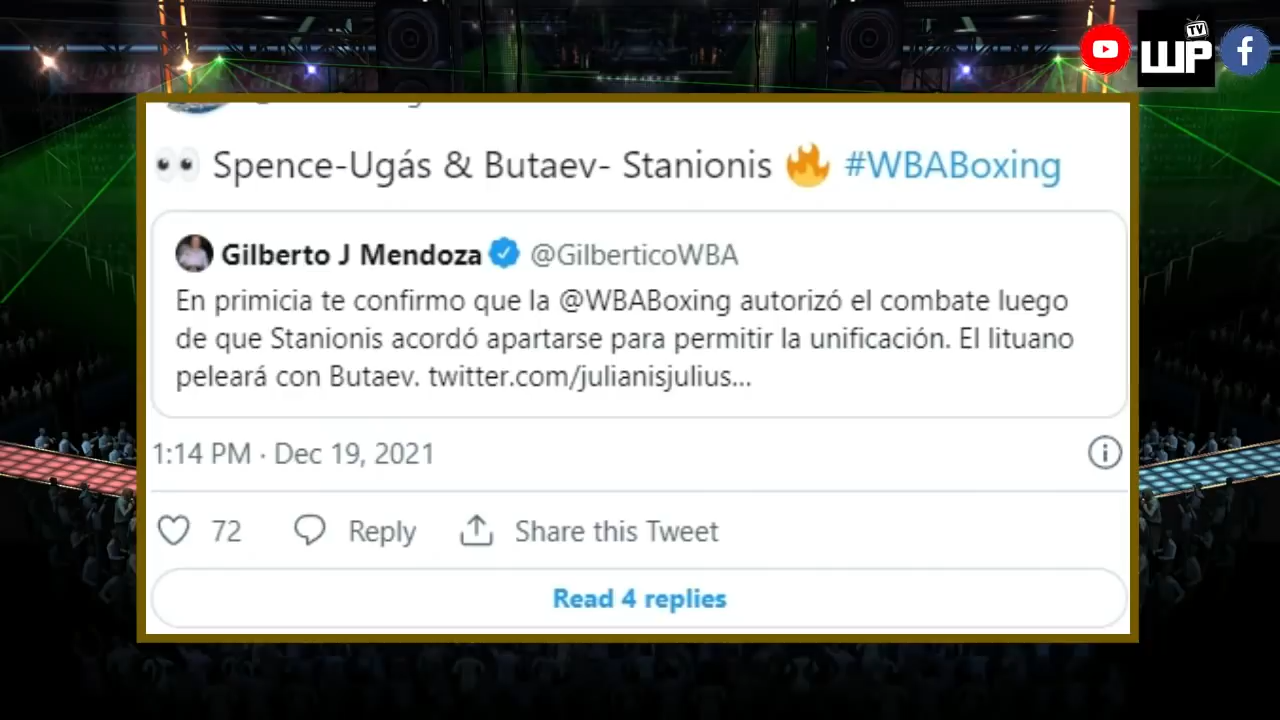 TV
WP
👀 Spence-Ugás & Butaev- Stanionis 🔥 #WBABoxing
Gilberto J Mendoza @GilberticoWBA
En primicia te confirmo que la @WBABoxing autorizó el combate luego
de que Stanionis acordó apartarse para permitir la unificación. El lituano
peleará con Butaev. twitter.com/julianisjulius...
1:14 PM · Dec 19, 2021
72 Reply Share this Tweet
Read 4 replies